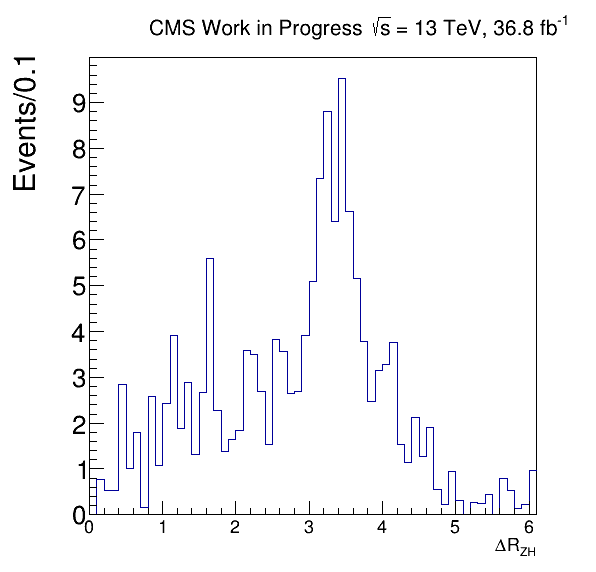 CMS Work in Progress √s = 13 TeV, 36.8 fb⁻¹
Events/0.1
9
8
7
6
5
4
3
2
1
0
0 1 2 3 4 5 6
ΔR_ZH